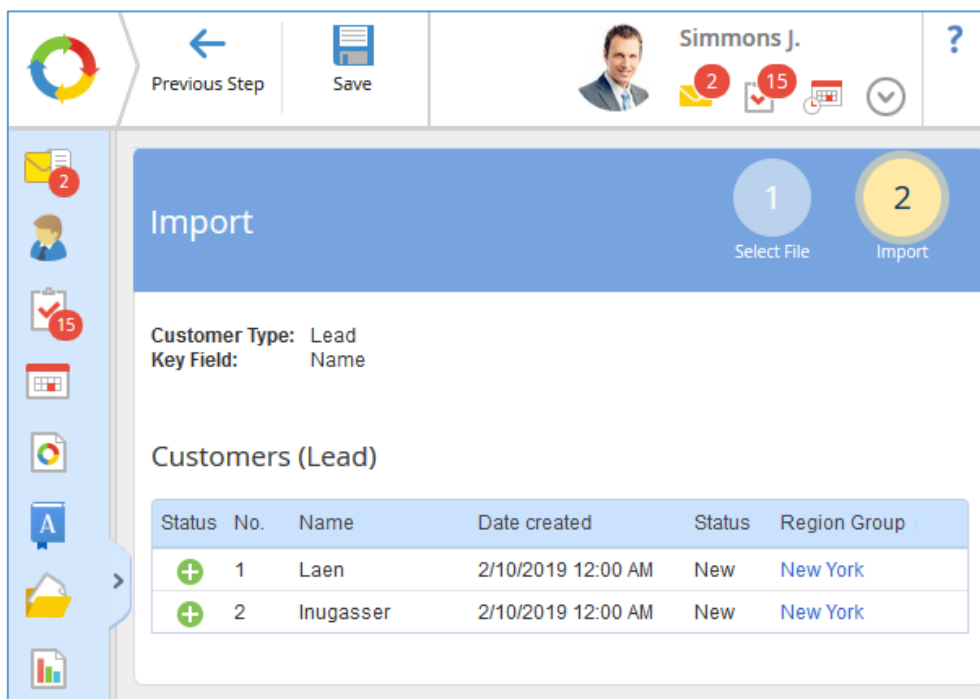 Previous Step
Save
Simmons J.
2
15
?
2
15
A
Import
1
Select File
2
Import
Customer Type: Lead
Key Field: Name
Customers (Lead)
Status No. Name Date created Status Region Group
1 Laen 2/10/2019 12:00 AM New New York
2 Inugasser 2/10/2019 12:00 AM New New York